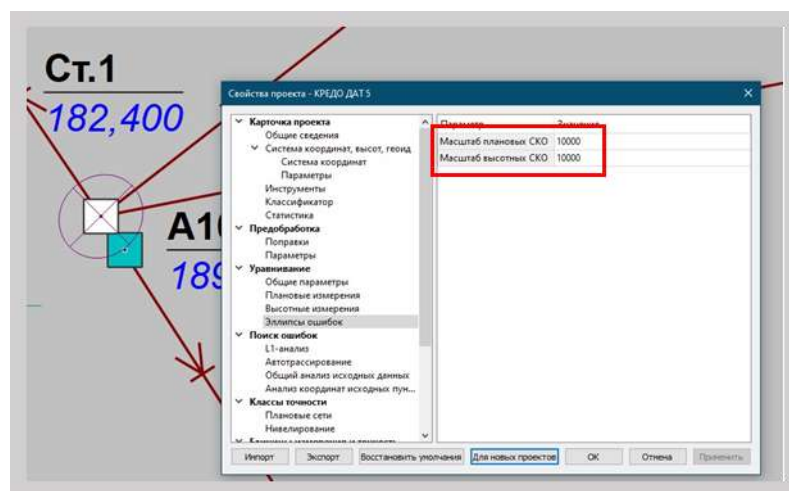 Ст.1
182,400
А1
189
Свойства проекта - КРЕДО ДАТ 5
Карточка проекта
Общие сведения
Система координат, высот, геоид
Система координат
Параметры
Инструменты
Классификатор
Статистика
Предобработка
Поправки
Параметры
Уравнивание
Общие параметры
Плановые измерения
Высотные измерения
Эллипсы ошибок
Поиск ошибок
L1-анализ
Автотрассирование
Общий анализ исходных данных
Анализ координат исходных пун...
Классы точности
Плановые сети
Нивелирование
Параметр Значение
Масштаб плановых СКО 10000
Масштаб высотных СКО 10000
Импорт Экспорт Восстановить умолчания Для новых проектов ОК Отмена Применить